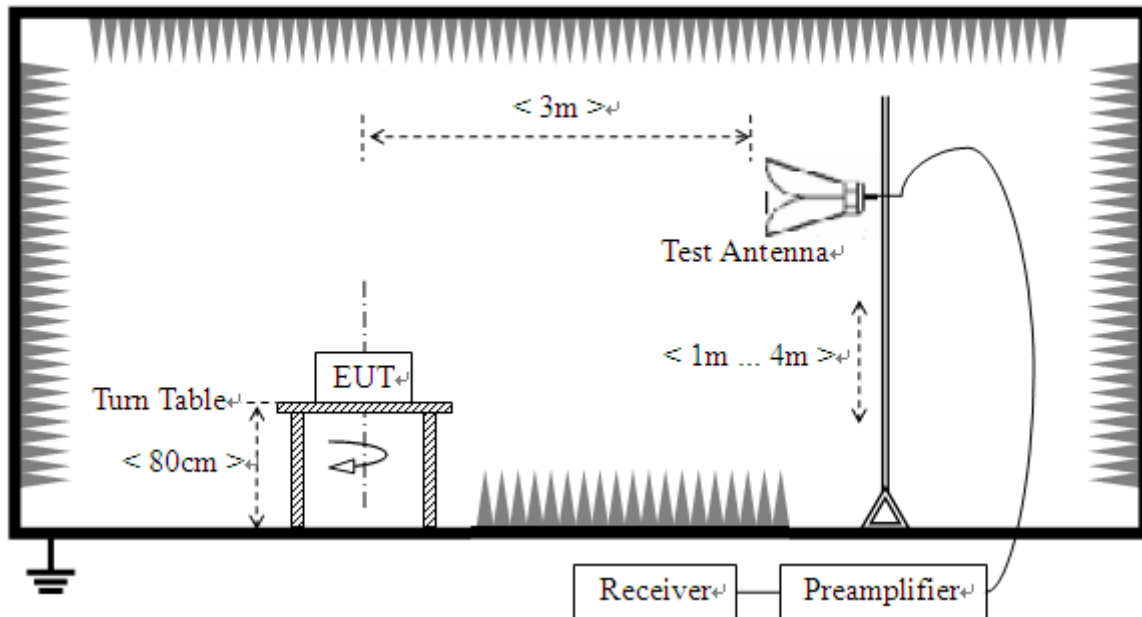 < 3m >↵
Test Antenna↵
< 1m ... 4m >↵
EUT↵
Turn Table↵
< 80cm >↵
Receiver↵
Preamplifier↵